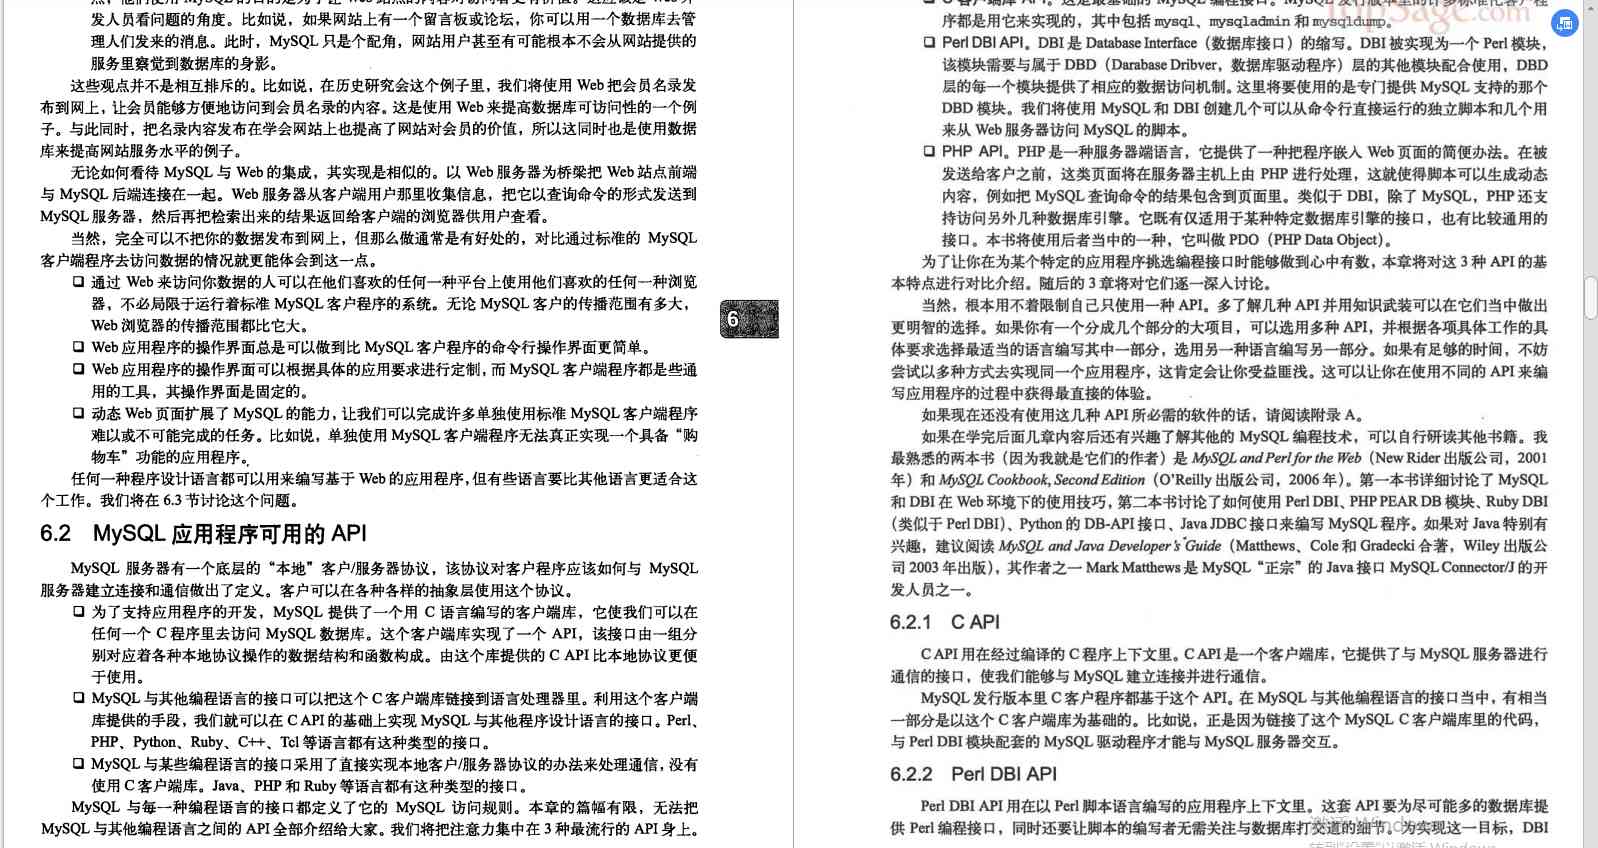 发人员看问题的角度。比如说，如果网站上有一个留言板或论坛，你可以用一个数据库去管
理人们发来的消息。此时，MySQL 只是个配角，网站用户甚至有可能根本不会从网站提供的
服务里察觉到数据库的身影。
这些观点并不是相互排斥的。比如说，在历史研究会这个例子里，我们将使用 Web 把会员名录发
布到网上，让会员能够方便地访问到会员名录的内容。这是使用 Web 来提高数据库可访问性的一个例
子。与此同时，把名录内容发布在学会网站上也提高了网站对会员的价值，所以这同时也是使用数据
库来提高网站服务水平的例子。
无论如何看待 MySQL 与 Web 的集成，其实现是相似的。以 Web 服务器为桥梁把 Web 站点前端
与 MySQL 后端连接在一起。Web 服务器从客户端用户那里收集信息，把它以查询命令的形式发送到
MySQL 服务器，然后再把检索出来的结果返回给客户端的浏览器供用户查看。
当然，完全可以不把你的数据发布到网上，但那么做通常是有好处的，对比通过标准的 MySQL
客户端程序去访问数据的情况就更能体会到这一点。
❑ 通过 Web 来访问你数据的人可以在他们喜欢的任何一种平台上使用他们喜欢的任何一种浏览
器，不必局限于运行着标准 MySQL 客户程序的系统。无论 MySQL 客户的传播范围有多大，
Web 浏览器的传播范围都比它大。
❑ Web 应用程序的操作界面总是可以做到比 MySQL 客户程序的命令行操作界面更简单。
❑ Web 应用程序的操作界面可以根据具体的应用要求进行定制，而 MySQL 客户端程序都是些通
用的工具，其操作界面是固定的。
❑ 动态 Web 页面扩展了 MySQL 的能力，让我们可以完成许多单独使用标准 MySQL 客户端程序
难以或不可能完成的任务。比如说，单独使用 MySQL 客户端程序无法真正实现一个具备“购
物车”功能的应用程序。
任何一种程序设计语言都可以用来编写基于 Web 的应用程序，但有些语言要比其他语言更适合这
个工作。我们将在 6.3 节讨论这个问题。
6.2 MySQL 应用程序可用的 API
MySQL 服务器有一个底层的“本地”客户/服务器协议，该协议对客户程序应该如何与 MySQL
服务器建立连接和通信做出了定义。客户可以在各种各样的抽象层使用这个协议。
❑ 为了支持应用程序的开发，MySQL 提供了一个用 C 语言编写的客户端库，它使我们可以在
任何一个 C 程序里去访问 MySQL 数据库。这个客户端库实现了一个 API，该接口由一组分
别对应着各种本地协议操作的数据结构和函数构成。由这个库提供的 C API 比本地协议更便
于使用。
❑ MySQL 与其他编程语言的接口可以把这个 C 客户端库链接到语言处理器里。利用这个客户端
库提供的手段，我们就可以在 C API 的基础上实现 MySQL 与其他程序设计语言的接口。Perl、
PHP、Python、Ruby、C++、Tcl 等语言都有这种类型的接口。
❑ MySQL 与某些编程语言的接口采用了直接实现本地客户/服务器协议的办法来处理通信，没有
使用 C 客户端库。Java、PHP 和 Ruby 等语言都有这种类型的接口。
MySQL 与每一种编程语言的接口都定义了它的 MySQL 访问规则。本章的篇幅有限，无法把
MySQL 与其他编程语言之间的 API 全部介绍给大家。我们将把注意力集中在 3 种最流行的 API 身上。
6
序都是用它来实现的，其中包括 mysql、mysqladmin 和 mysqldump。
❑ Perl DBI API。DBI 是 Database Interface（数据库接口）的缩写。DBI 被实现为一个 Perl 模块，
该模块需要与属于 DBD（Darabase Dribver，数据库驱动程序）层的其他模块配合使用，DBD
层的每一个模块提供了相应的数据访问机制。这里将要使用的是专门提供 MySQL 支持的那个
DBD 模块。我们将使用 MySQL 和 DBI 创建几个可以从命令行直接运行的独立脚本和几个用
来从 Web 服务器访问 MySQL 的脚本。
❑ PHP API。PHP 是一种服务器端语言，它提供了一种把程序嵌入 Web 页面的简便办法。在被
发送给客户之前，这类页面将在服务器主机上由 PHP 进行处理，这就使得脚本可以生成动态
内容，例如把 MySQL 查询命令的结果包含到页面里。类似于 DBI，除了 MySQL，PHP 还支
持访问另外几种数据库引擎。它既有仅适用于某种特定数据库引擎的接口，也有比较通用的
接口。本书将使用后者当中的一种，它叫做 PDO（PHP Data Object）。
为了让你在为某个特定的应用程序挑选编程接口时能够做到心中有数，本章将对这 3 种 API 的基
本特点进行对比介绍。随后的 3 章将对它们逐一深入讨论。
当然，根本用不着限制自己只使用一种 API。多了解几种 API 并用知识武装可以在它们当中做出
更明智的选择。如果你有一个分成几个部分的大项目，可以选用多种 API，并根据各项具体工作的具
体要求选择最适当的语言编写其中一部分，选用另一种语言编写另一部分。如果有足够的时间，不妨
尝试以多种方式去实现同一个应用程序，这肯定会让你受益匪浅。这可以让你在使用不同的 API 来编
写应用程序的过程中获得最直接的体验。
如果现在还没有使用这几种 API 所必需的软件的话，请阅读附录 A。
如果在学完后面几章内容后还有兴趣了解其他的 MySQL 编程技术，可以自行研读其他书籍。我
最熟悉的两本书（因为我就是它们的作者）是 MySQL and Perl for the Web（New Rider 出版公司，2001
年）和 MySQL Cookbook, Second Edition（O’Reilly 出版公司，2006 年）。第一本书详细讨论了 MySQL
和 DBI 在 Web 环境下的使用技巧，第二本书讨论了如何使用 Perl DBI、PHP PEAR DB 模块、Ruby DBI
（类似于 Perl DBI）、Python 的 DB-API 接口、Java JDBC 接口来编写 MySQL 程序。如果对 Java 特别有
兴趣，建议阅读 MySQL and Java Developer’s Guide（Matthews、Cole 和 Gradecki 合著，Wiley 出版公
司 2003 年出版），其作者之一 Mark Matthews 是 MySQL “正宗”的 Java 接口 MySQL Connector/J 的开
发人员之一。
6.2.1 C API
C API 用在经过编译的 C 程序上下文里。C API 是一个客户端库，它提供了与 MySQL 服务器进行
通信的接口，使我们能够与 MySQL 建立连接并进行通信。
MySQL 发行版本里 C 客户程序都基于这个 API。在 MySQL 与其他编程语言的接口当中，有相当
一部分是以这个 C 客户端库为基础的。比如说，正是因为链接了这个 MySQL C 客户端库里的代码，
与 Perl DBI 模块配套的 MySQL 驱动程序才能与 MySQL 服务器交互。
6.2.2 Perl DBI API
Perl DBI API 用在以 Perl 脚本语言编写的应用程序上下文里。这套 API 要为尽可能多的数据库提
供 Perl 编程接口，同时还要让脚本的编写者无需关注与数据库打交道的细节。为实现这一目标，DBI